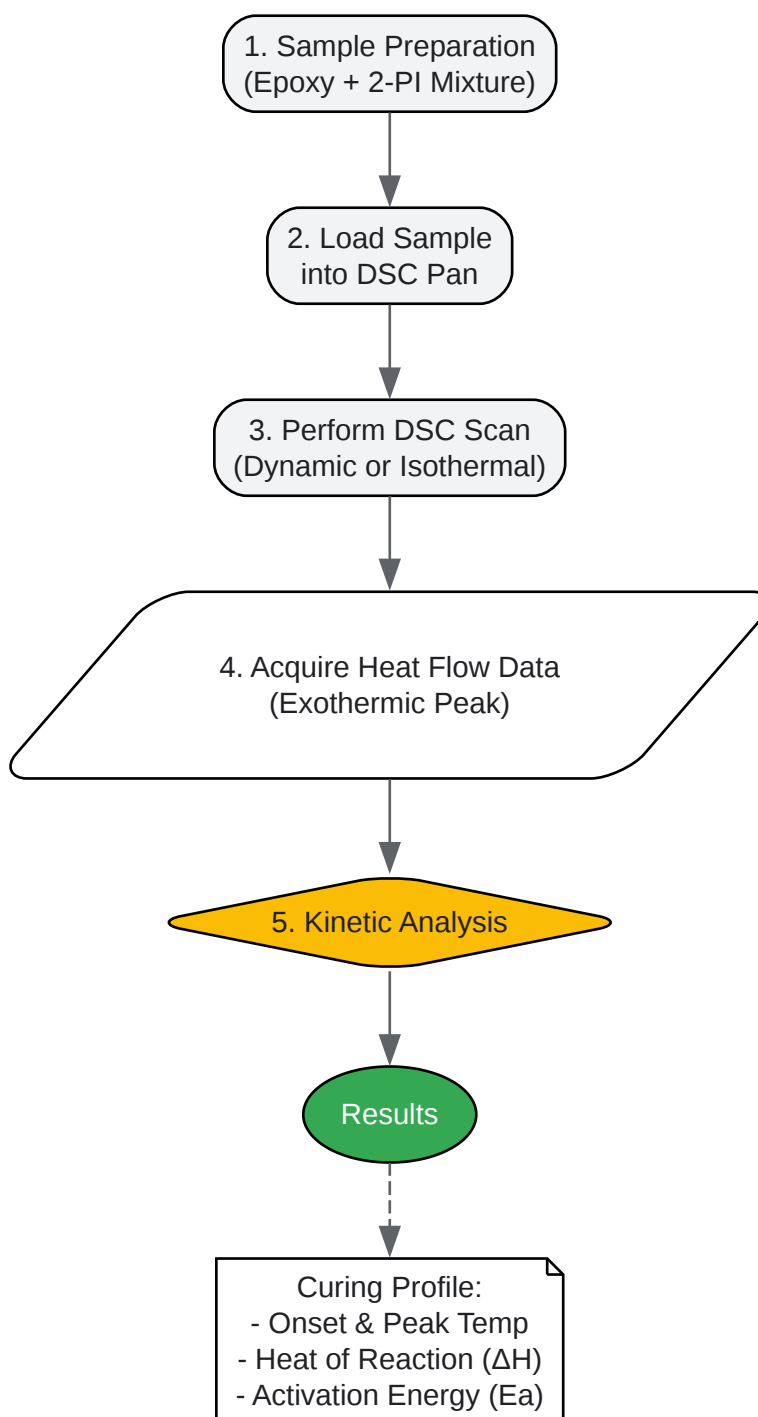 1. Sample Preparation
(Epoxy + 2-PI Mixture)
2. Load Sample
into DSC Pan
3. Perform DSC Scan
(Dynamic or Isothermal)
4. Acquire Heat Flow Data
(Exothermic Peak)
5. Kinetic Analysis
Results
Curing Profile:
- Onset & Peak Temp
- Heat of Reaction (ΔH)
- Activation Energy (Ea)